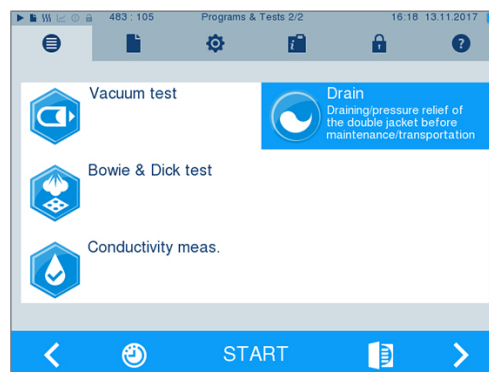 483 : 105 Programs & Tests 2/2 16:18 13.11.2017
Vacuum test
Drain
Draining/pressure relief of
the double jacket before
maintenance/transportation
Bowie & Dick test
Conductivity meas.
START